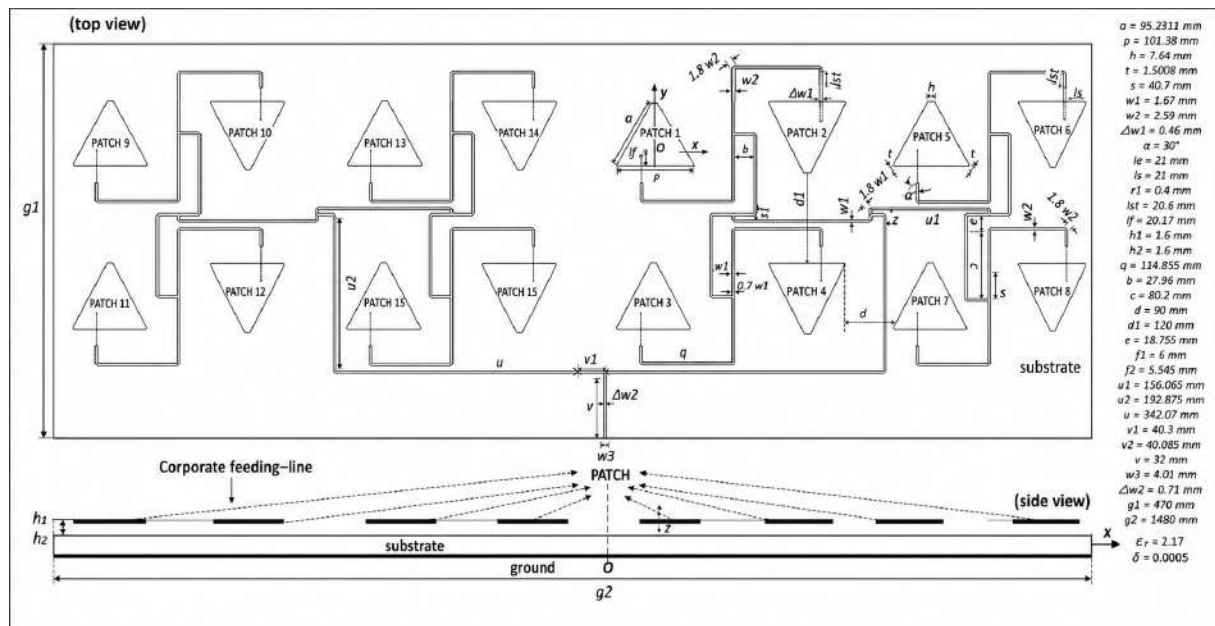 (top view)
1.8 w2
w2
lst
Δw1
y
h
lst
ls
PATCH 9
PATCH 10
PATCH 13
PATCH 14
a
PATCH 1
PATCH 2
PATCH 5
PATCH 6
O
x
lf
p
b
t
t
g1
s1
d1
w1
1.8 w1
α
z
u1
e
w2
1.8 w2
u2
w1
0.7 w1
c
s
PATCH 11
PATCH 12
PATCH 15
PATCH 15
PATCH 3
PATCH 4
PATCH 7
PATCH 8
d
u
v1
q
substrate
v
Δw2
w3
Corporate feeding-line
PATCH
(side view)
h1
z
h2
substrate
x
ground
O
g2
a = 95.2311 mm
p = 101.38 mm
h = 7.64 mm
t = 1.5008 mm
s = 40.7 mm
w1 = 1.67 mm
w2 = 2.59 mm
Δw1 = 0.46 mm
α = 30°
le = 21 mm
ls = 21 mm
r1 = 0.4 mm
lst = 20.6 mm
lf = 20.17 mm
h1 = 1.6 mm
h2 = 1.6 mm
q = 114.855 mm
b = 27.96 mm
c = 80.2 mm
d = 90 mm
d1 = 120 mm
e = 18.755 mm
f1 = 6 mm
f2 = 5.545 mm
u1 = 156.065 mm
u2 = 192.875 mm
u = 342.07 mm
v1 = 40.3 mm
v2 = 40.085 mm
v = 32 mm
w3 = 4.01 mm
Δw2 = 0.71 mm
g1 = 470 mm
g2 = 1480 mm
εr = 2.17
δ = 0.0005